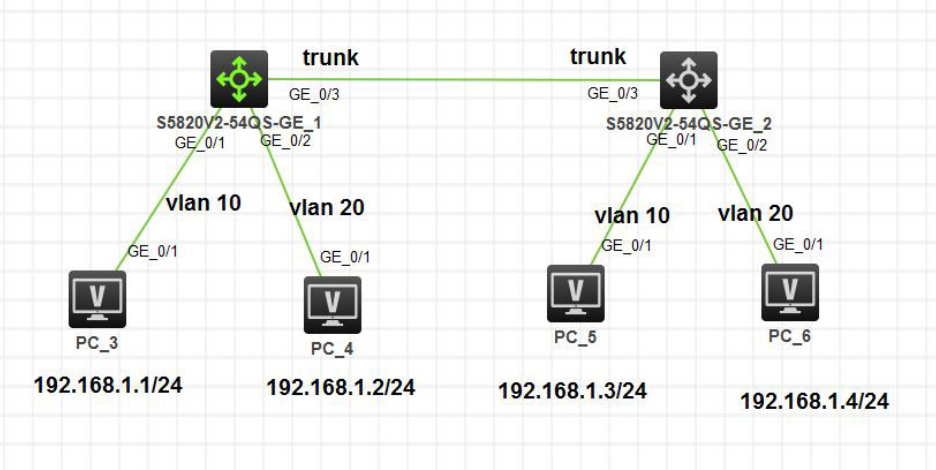 trunk
trunk
GE_0/3
GE_0/3
S5820V2-54QS-GE_1
S5820V2-54QS-GE_2
GE_0/1
GE_0/2
GE_0/1
GE_0/2
vlan 10
vlan 20
vlan 10
vlan 20
GE_0/1
GE_0/1
GE_0/1
GE_0/1
V
V
V
V
PC_3
PC_4
PC_5
PC_6
192.168.1.1/24
192.168.1.2/24
192.168.1.3/24
192.168.1.4/24